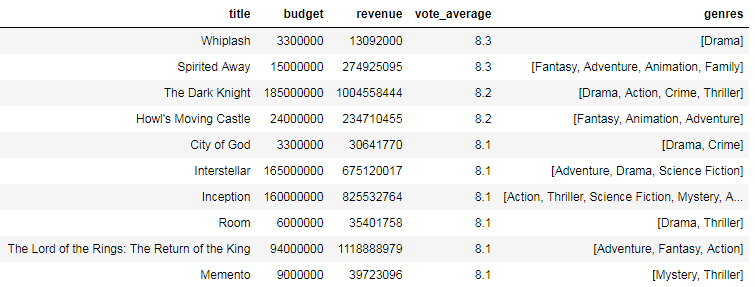 title budget revenue vote_average genres
Whiplash 3300000 13092000 8.3 [Drama]
Spirited Away 15000000 274925095 8.3 [Fantasy, Adventure, Animation, Family]
The Dark Knight 185000000 1004558444 8.2 [Drama, Action, Crime, Thriller]
Howl's Moving Castle 24000000 234710455 8.2 [Fantasy, Animation, Adventure]
City of God 3300000 30641770 8.1 [Drama, Crime]
Interstellar 165000000 675120017 8.1 [Adventure, Drama, Science Fiction]
Inception 160000000 825532764 8.1 [Action, Thriller, Science Fiction, Mystery, A...
Room 6000000 35401758 8.1 [Drama, Thriller]
The Lord of the Rings: The Return of the King 94000000 1118888979 8.1 [Adventure, Fantasy, Action]
Memento 9000000 39723096 8.1 [Mystery, Thriller]